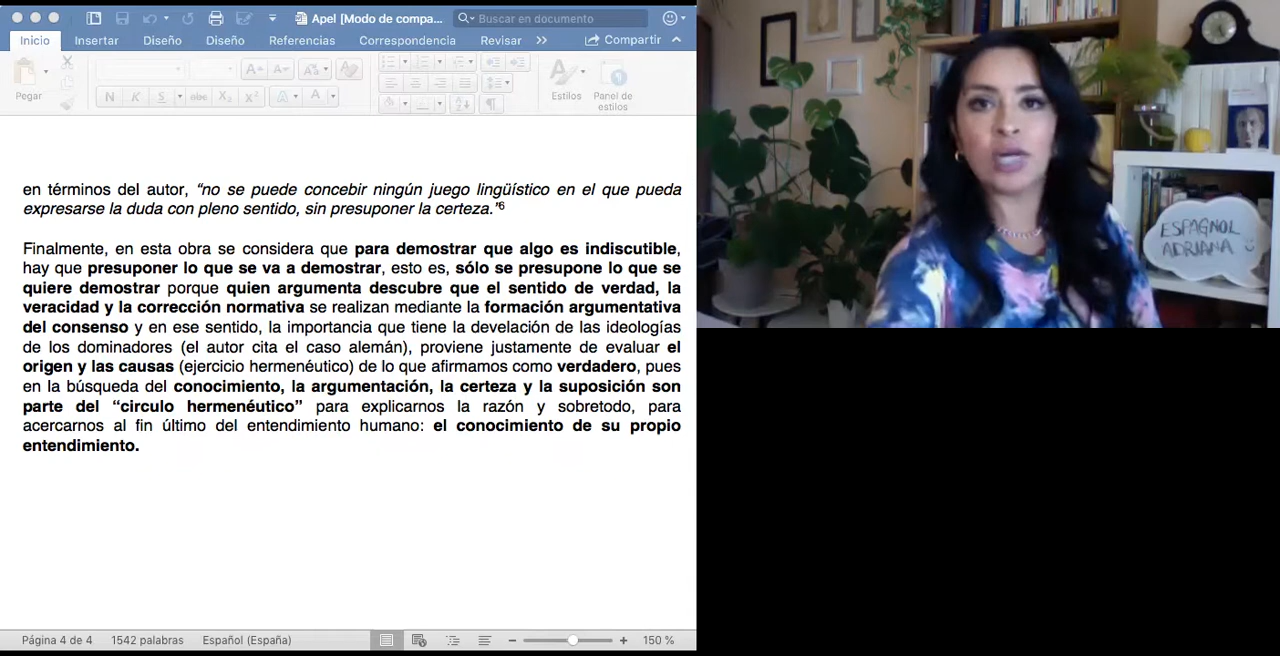 Apel [Modo de compa...
Buscar en documento
Inicio
Insertar
Diseño
Diseño
Referencias
Correspondencia
Revisar
Compartir
Pegar
N K S abc X₂ X² A A
Estilos
Panel de
estilos
en términos del autor, “no se puede concebir ningún juego lingüístico en el que pueda
expresarse la duda con pleno sentido, sin presuponer la certeza.”⁶
Finalmente, en esta obra se considera que para demostrar que algo es indiscutible,
hay que presuponer lo que se va a demostrar, esto es, sólo se presupone lo que se
quiere demostrar porque quien argumenta descubre que el sentido de verdad, la
veracidad y la corrección normativa se realizan mediante la formación argumentativa
del consenso y en ese sentido, la importancia que tiene la develación de las ideologías
de los dominadores (el autor cita el caso alemán), proviene justamente de evaluar el
origen y las causas (ejercicio hermenéutico) de lo que afirmamos como verdadero, pues
en la búsqueda del conocimiento, la argumentación, la certeza y la suposición son
parte del “circulo hermenéutico” para explicarnos la razón y sobretodo, para
acercarnos al fin último del entendimiento humano: el conocimiento de su propio
entendimiento.
ESPAGNOL
ADRIANA
Página 4 de 4
1542 palabras
Español (España)
150 %